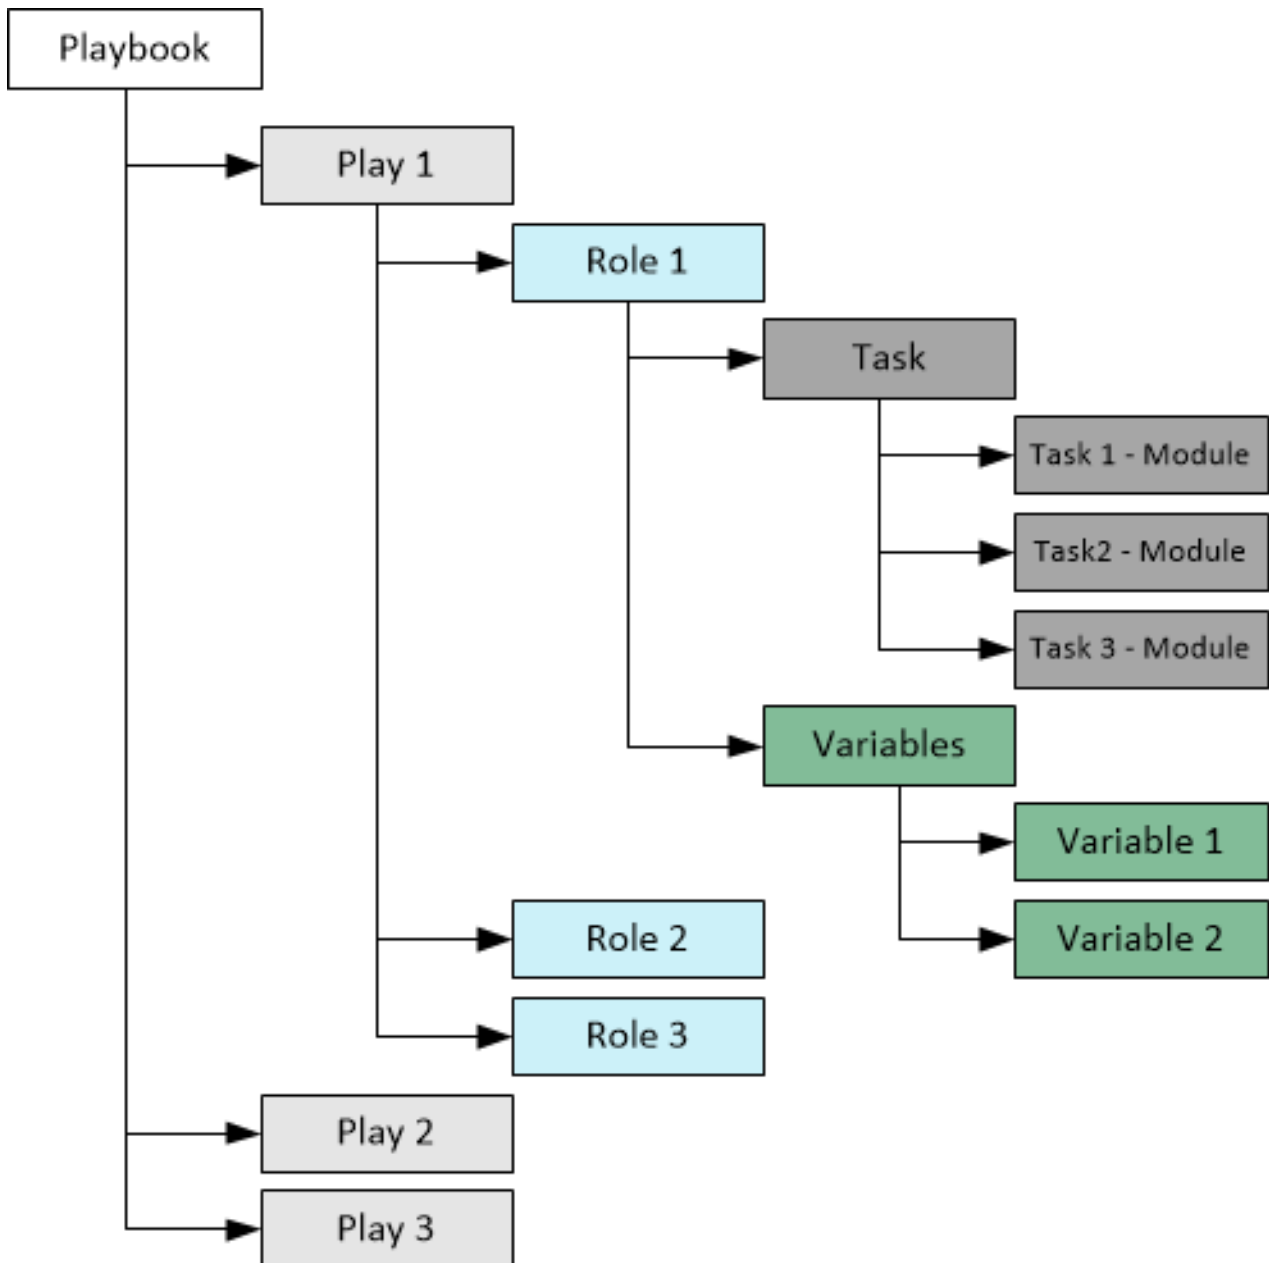 Playbook
Play 1
Role 1
Task
Task 1 - Module
Task2 - Module
Task 3 - Module
Variables
Variable 1
Variable 2
Role 2
Role 3
Play 2
Play 3